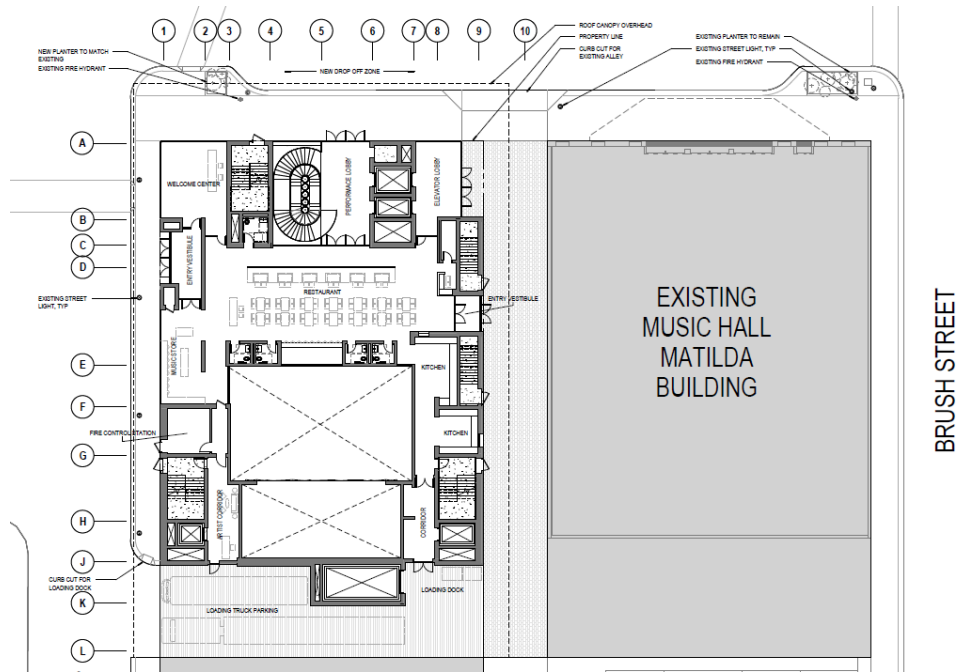 ROOF CANOPY OVERHEAD
PROPERTY LINE
CURB CUT FOR
EXISTING ALLEY
EXISTING PLANTER TO REMAIN
EXISTING STREET LIGHT, TYP
EXISTING FIRE HYDRANT
1 2 3 4 5 6 7 8 9 10
NEW PLANTER TO MATCH
EXISTING
EXISTING FIRE HYDRANT
NEW DROP OFF ZONE
A
WELCOME CENTER
PERFORMACE LOBBY
ELEVATOR LOBBY
B
C
ENTRY VESTIBULE
D
RESTAURANT
EXISTING STREET
LIGHT, TYP
ENTRY VESTIBULE
EXISTING
MUSIC HALL
MATILDA
BUILDING
BRUSH STREET
MUSIC STORE
E
KITCHEN
F
FIRE CONTROL STATION
KITCHEN
G
ARTIST CORRIDOR
CORRIDOR
H
J
CURB CUT FOR
LOADING DOCK
LOADING DOCK
K
LOADING TRUCK PARKING
L